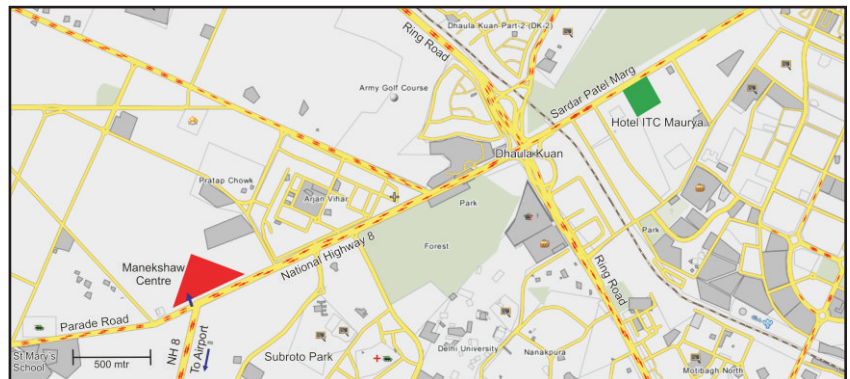 Dhaula Kuan Part-2 (DK-2)
Ring Road
Army Golf Course
Sardar Patel Marg
Hotel ITC Maurya
Dhaula Kuan
Pratap Chowk
Arjan Vihar
Park
Park
Forest
National Highway 8
Manekshaw
Centre
Ring Road
Parade Road
NH 8
To Airport
St Mary's
School
500 mtr
Subroto Park
Delhi University
Nanakpura
Motibagh North